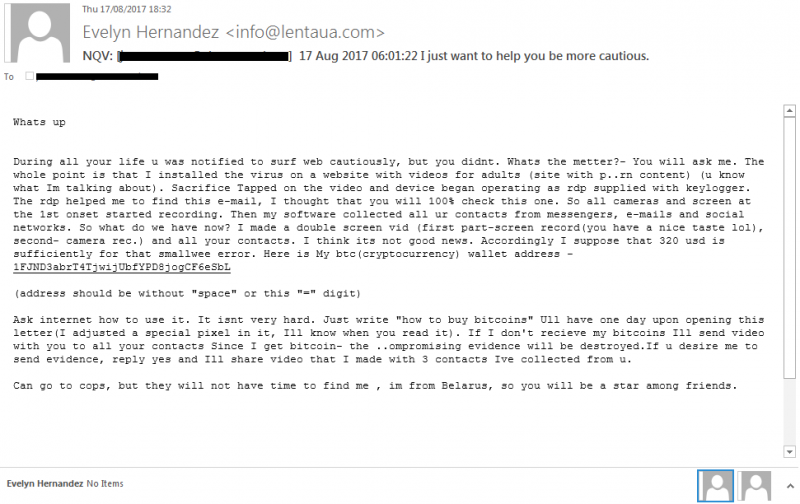 Thu 17/08/2017 18:32
Evelyn Hernandez <info@lentaua.com>
NQV: [ ] 17 Aug 2017 06:01:22 I just want to help you be more cautious.
To
Whats up
During all your life u was notified to surf web cautiously, but you didnt. Whats the metter?- You will ask me. The
whole point is that I installed the virus on a website with videos for adults (site with p..rn content) (u know
what Im talking about). Sacrifice Tapped on the video and device began operating as rdp supplied with keylogger.
The rdp helped me to find this e-mail, I thought that you will 100% check this one. So all cameras and screen at
the 1st onset started recording. Then my software collected all ur contacts from messengers, e-mails and social
networks. So what do we have now? I made a double screen vid (first part-screen record(you have a nice taste lol),
second- camera rec.) and all your contacts. I think its not good news. Accordingly I suppose that 320 usd is
sufficiently for that smallwee error. Here is My btc(cryptocurrency) wallet address -
1FJND3abrT4TjwijUbfYPD8jogCF6eSbL
(address should be without "space" or this "=" digit)
Ask internet how to use it. It isnt very hard. Just write "how to buy bitcoins" Ull have one day upon opening this
letter(I adjusted a special pixel in it, Ill know when you read it). If I don't recieve my bitcoins Ill send video
with you to all your contacts Since I get bitcoin- the ..ompromising evidence will be destroyed.If u desire me to
send evidence, reply yes and Ill share video that I made with 3 contacts Ive collected from u.
Can go to cops, but they will not have time to find me , im from Belarus, so you will be a star among friends.
Evelyn Hernandez No Items